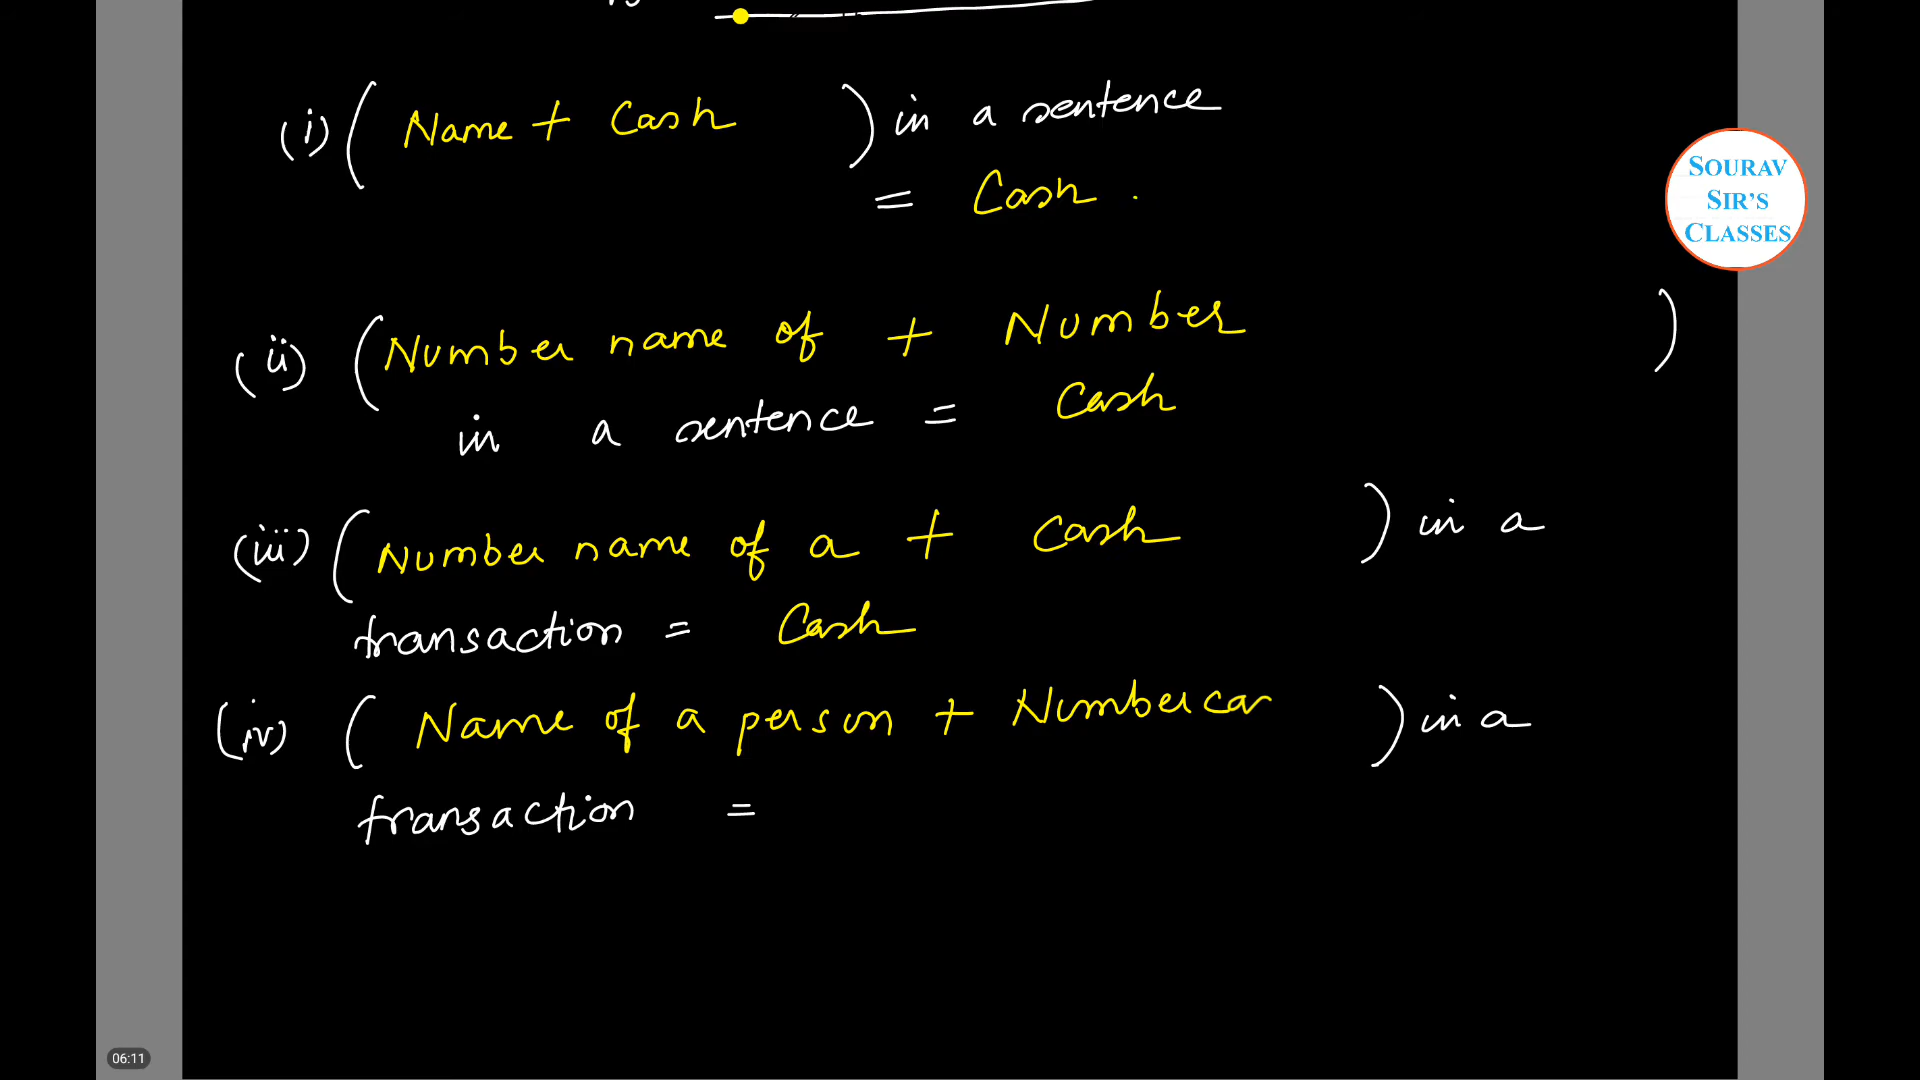 (i) ( Name + Cash ) in a sentence
= Cash .
SOURAV
SIR'S
CLASSES
(ii) ( Number name of + Number )
in a sentence = Cash
(iii) ( Number name of a + Cash ) in a
transaction = Cash
(iv) ( Name of a person + Number car ) in a
transaction =
06:11